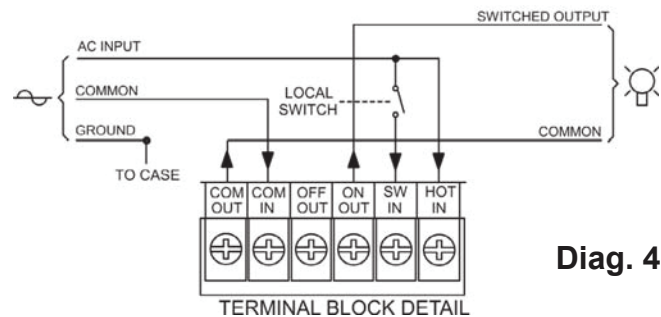 SWITCHED OUTPUT
AC INPUT
COMMON
LOCAL
SWITCH
GROUND
COMMON
TO CASE
COM OUT
COM IN
OFF OUT
ON OUT
SW IN
HOT IN
Diag. 4
TERMINAL BLOCK DETAIL